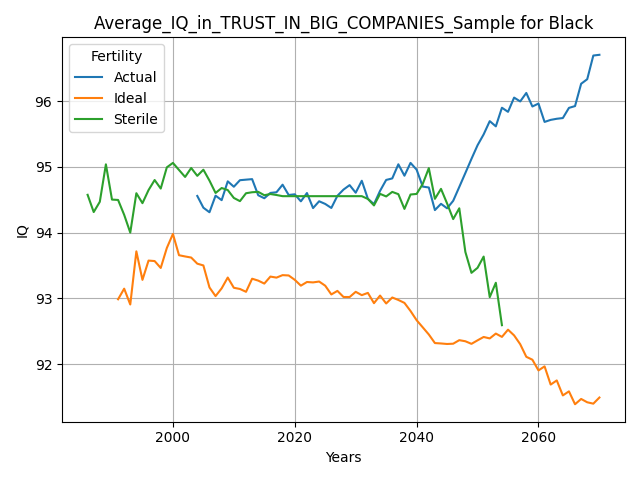 Average_IQ_in_TRUST_IN_BIG_COMPANIES_Sample for Black
Fertility
Actual
Ideal
Sterile
96
95
94
93
92
IQ
2000
2020
2040
2060
Years